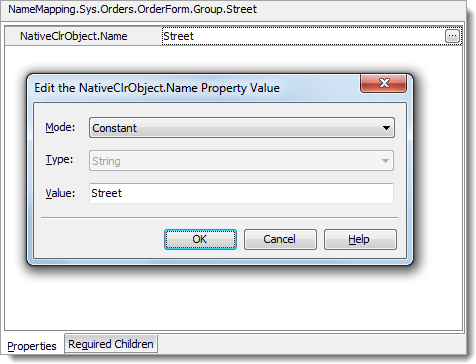 NameMapping.Sys.Orders.OrderForm.Group.Street
NativeClrObject.Name Street ...
Edit the NativeClrObject.Name Property Value
Mode: Constant
Type: String
Value: Street
OK Cancel Help
Properties Required Children